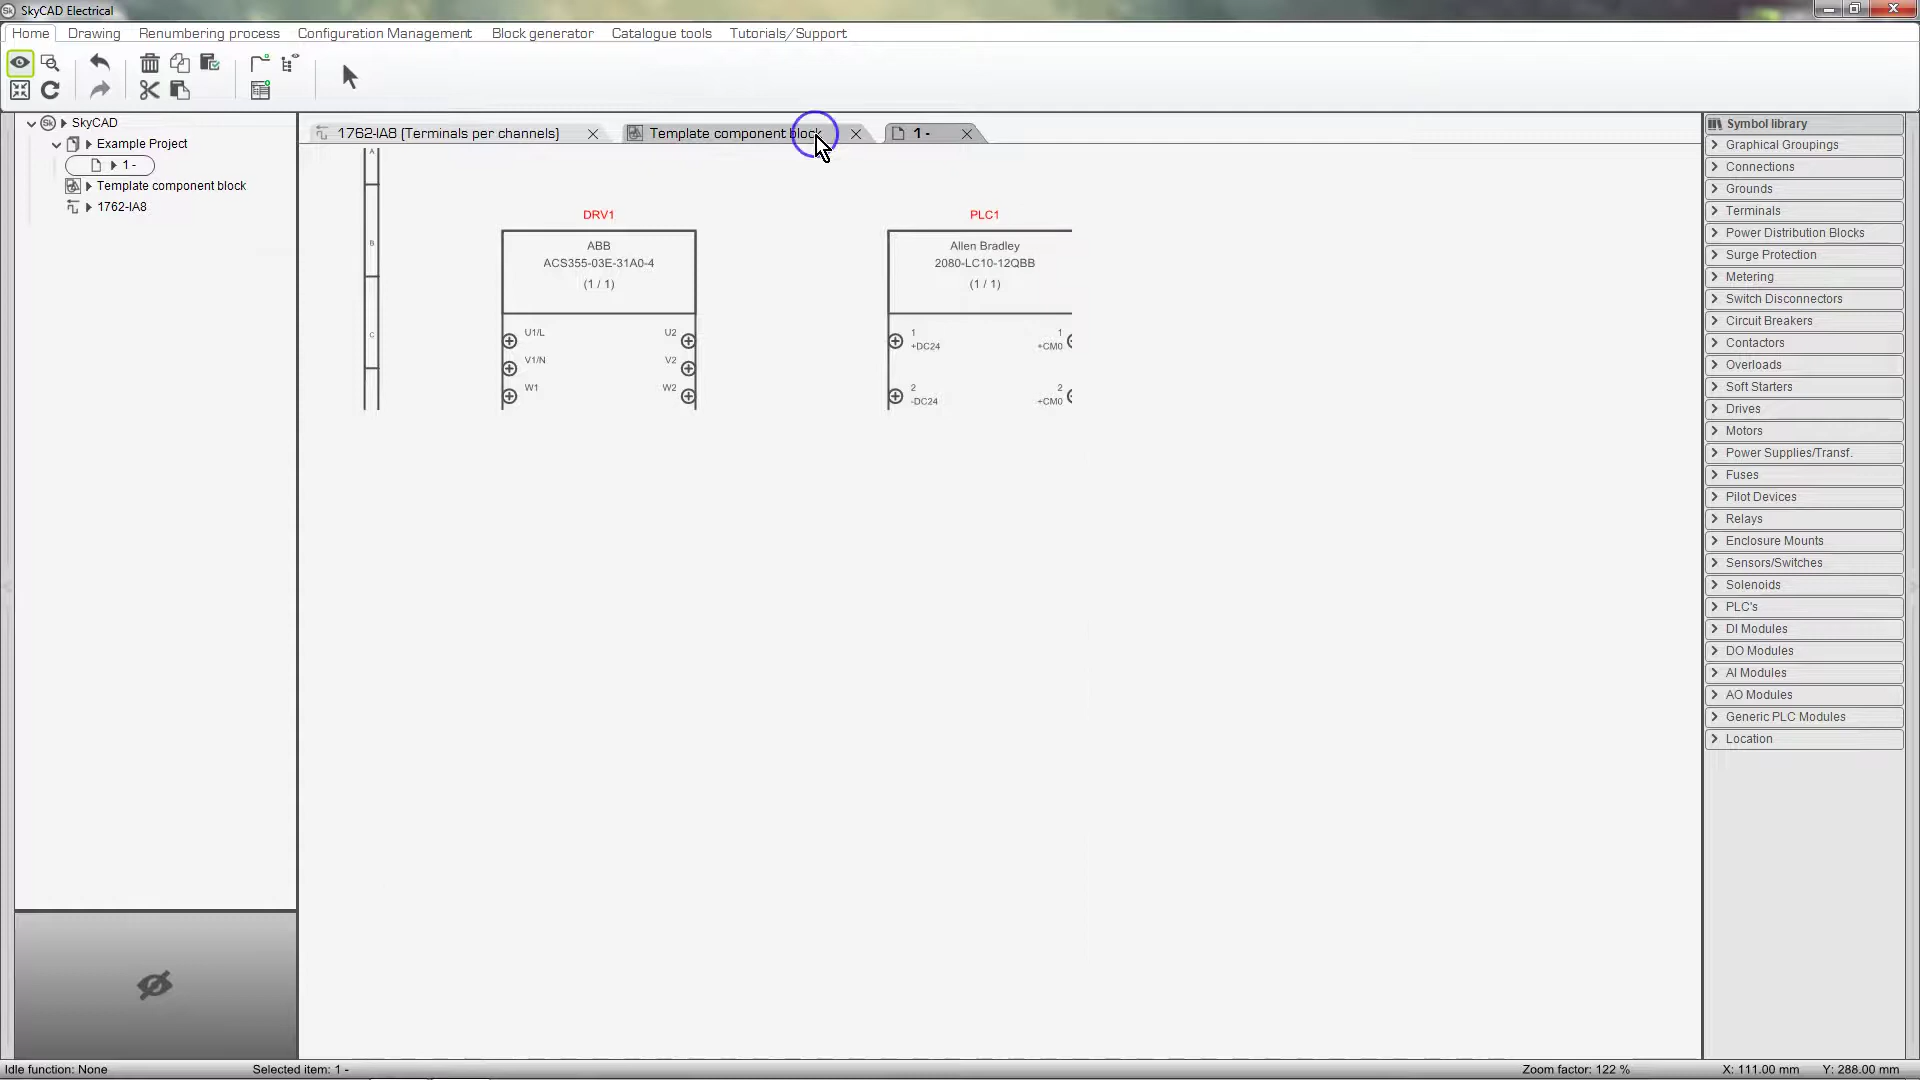 SkyCAD Electrical
Home
Drawing
Renumbering process
Configuration Management
Block generator
Catalogue tools
Tutorials/Support
SkyCAD
Example Project
1 -
Template component block
1762-IA8
1762-IA8 (Terminals per channels)
Template component block
1 -
A
B
C
DRV1
ABB
ACS355-03E-31A0-4
(1 / 1)
U1/L
U2
V1/N
V2
W1
W2
PLC1
Allen Bradley
2080-LC10-12QBB
(1 / 1)
1
+DC24
1
+CM0
2
-DC24
2
+CM0
Symbol library
Graphical Groupings
Connections
Grounds
Terminals
Power Distribution Blocks
Surge Protection
Metering
Switch Disconnectors
Circuit Breakers
Contactors
Overloads
Soft Starters
Drives
Motors
Power Supplies/Transf.
Fuses
Pilot Devices
Relays
Enclosure Mounts
Sensors/Switches
Solenoids
PLC's
DI Modules
DO Modules
AI Modules
AO Modules
Generic PLC Modules
Location
Idle function: None
Selected item: 1 -
Zoom factor: 122 %
X: 111.00 mm
Y: 288.00 mm